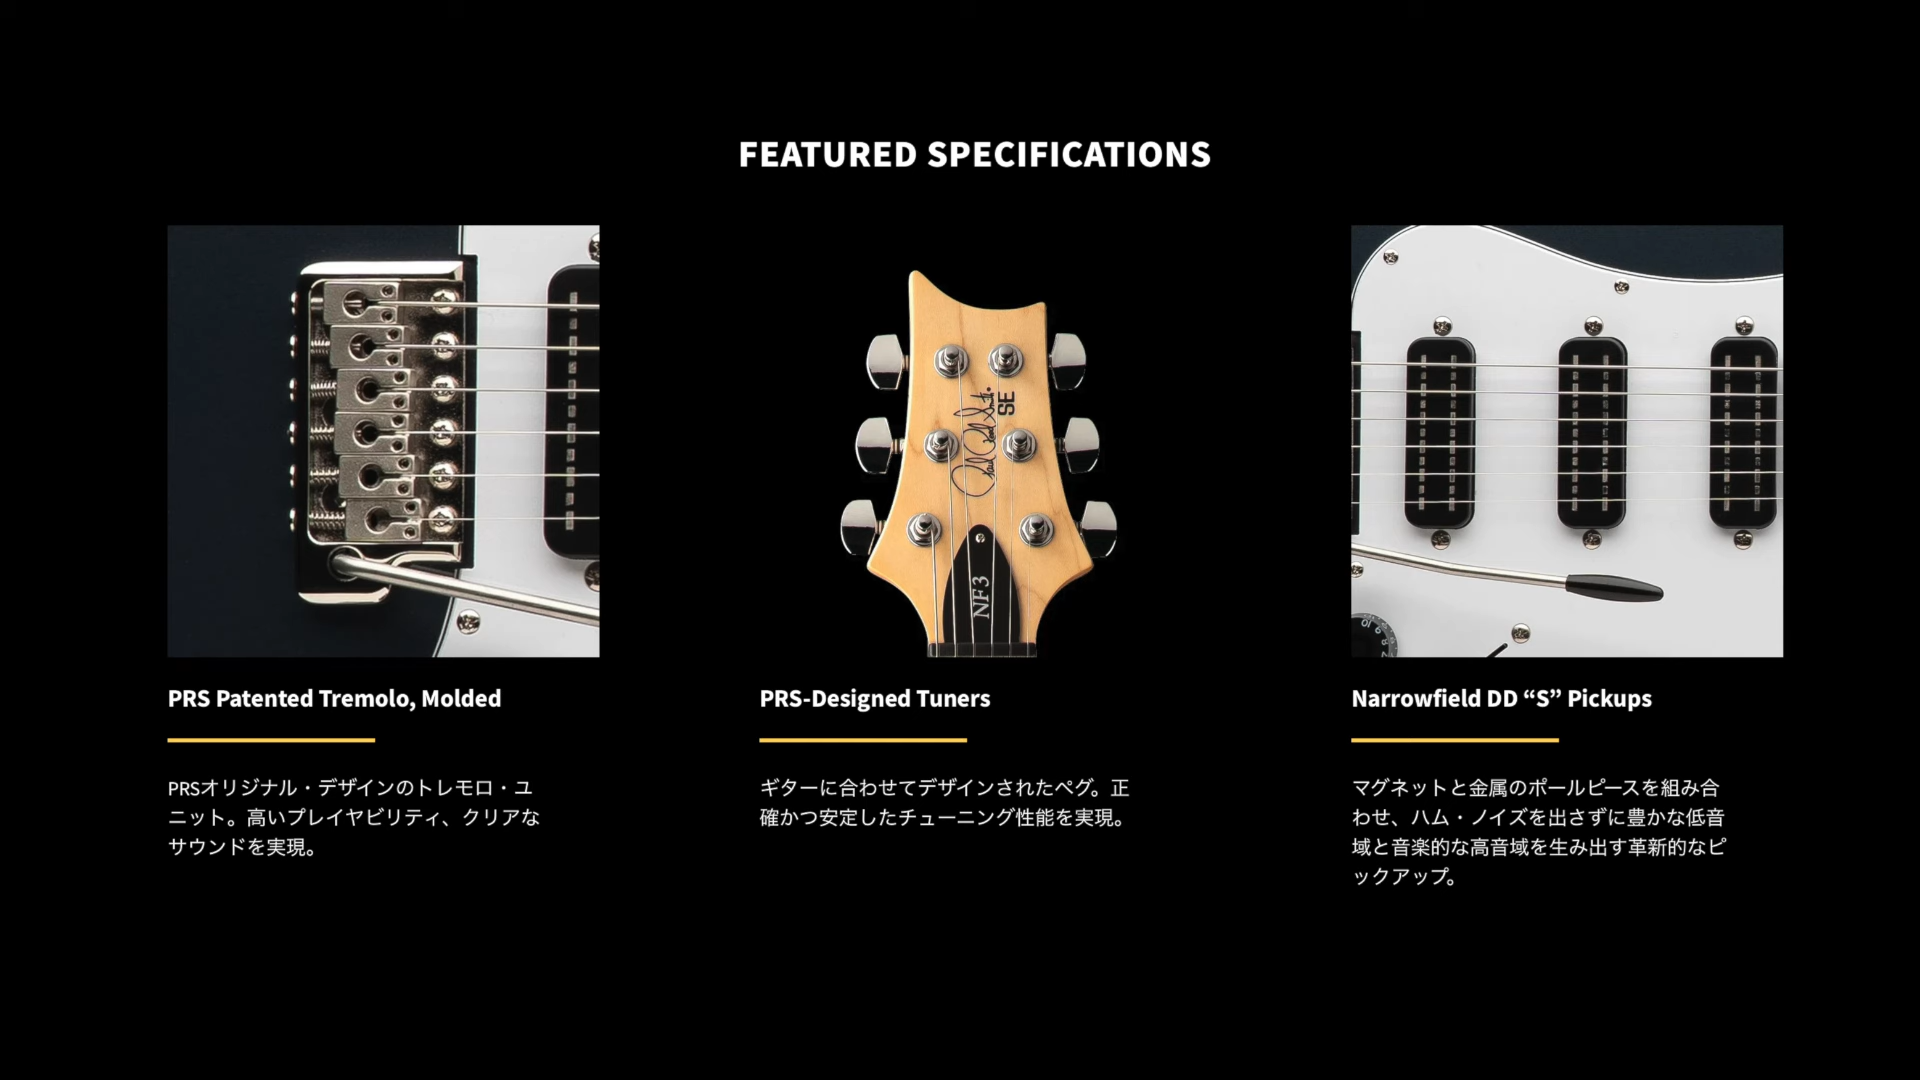 FEATURED SPECIFICATIONS
Paul Reed Smith
SE
NF3
PRS Patented Tremolo, Molded
PRSオリジナル・デザインのトレモロ・ユ
ニット。高いプレイヤビリティ、クリアな
サウンドを実現。
PRS-Designed Tuners
ギターに合わせてデザインされたペグ。正
確かつ安定したチューニング性能を実現。
Narrowfield DD “S” Pickups
マグネットと金属のポールピースを組み合
わせ、ハム・ノイズを出さずに豊かな低音
域と音楽的な高音域を生み出す革新的なピ
ックアップ。